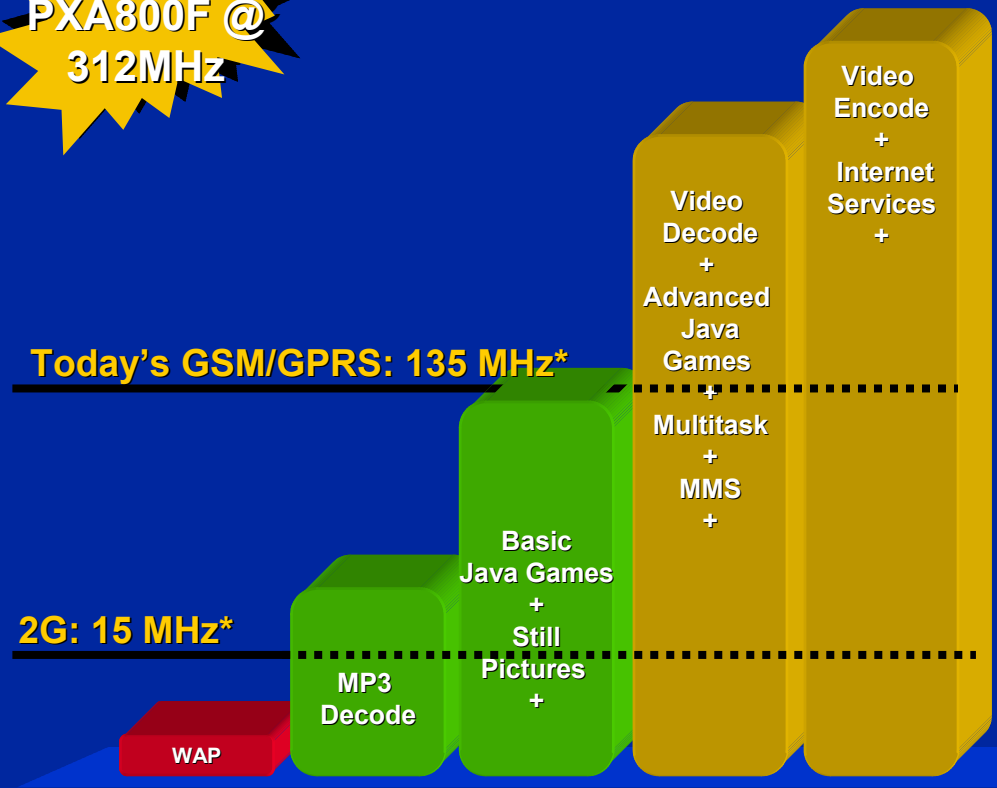 PXA800F @
312MHz
Today's GSM/GPRS: 135 MHz*
2G: 15 MHz*
WAP
MP3
Decode
Basic
Java Games
+
Still
Pictures
+
Video
Decode
+
Advanced
Java
Games
+
Multitask
+
MMS
+
Video
Encode
+
Internet
Services
+